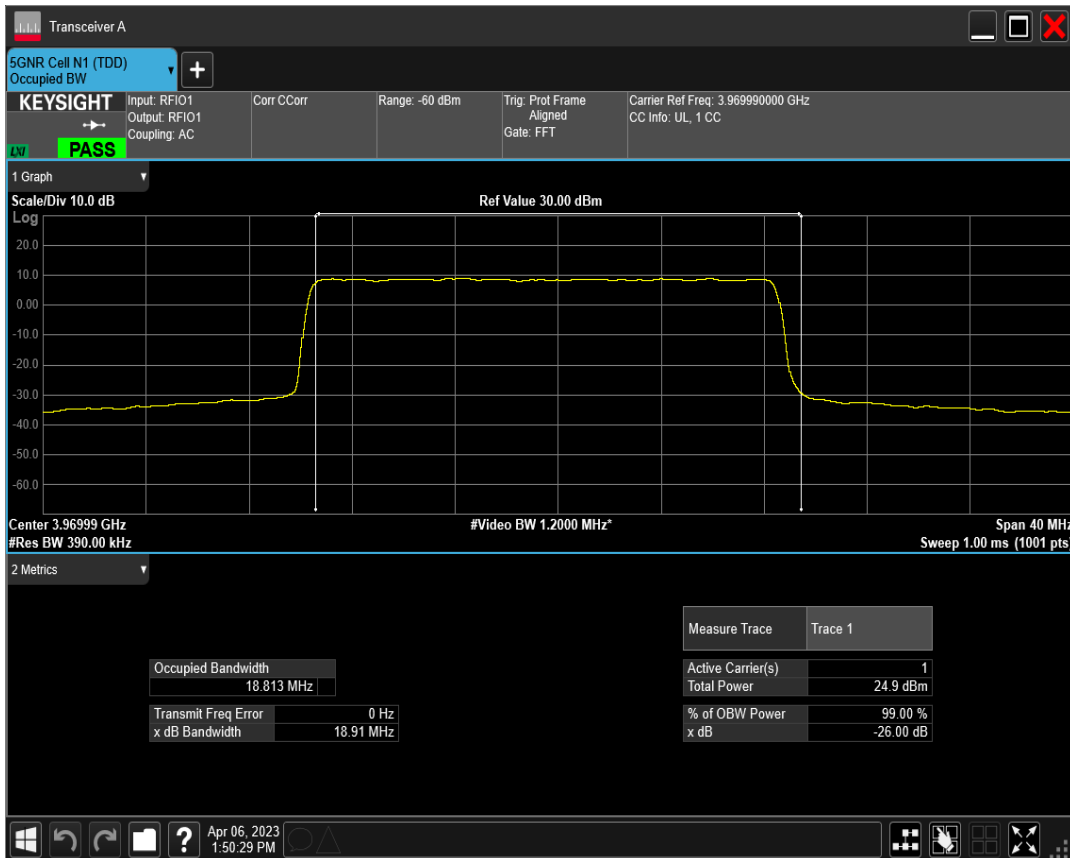 Transceiver A
5GNR Cell N1 (TDD)
Occupied BW
+
KEYSIGHT
LXI
PASS
Input: RFIO1
Output: RFIO1
Coupling: AC
Corr CCorr
Range: -60 dBm
Trig: Prot Frame
Aligned
Gate: FFT
Carrier Ref Freq: 3.969990000 GHz
CC Info: UL, 1 CC
1 Graph
Scale/Div 10.0 dB
Ref Value 30.00 dBm
Log
20.0
10.0
0.00
-10.0
-20.0
-30.0
-40.0
-50.0
-60.0
Center 3.96999 GHz
#Video BW 1.2000 MHz*
Span 40 MHz
#Res BW 390.00 kHz
Sweep 1.00 ms (1001 pts)
2 Metrics
Measure Trace Trace 1
Occupied Bandwidth
18.813 MHz
Active Carrier(s) 1
Total Power 24.9 dBm
Transmit Freq Error 0 Hz
x dB Bandwidth 18.91 MHz
% of OBW Power 99.00 %
x dB -26.00 dB
?
Apr 06, 2023
1:50:29 PM